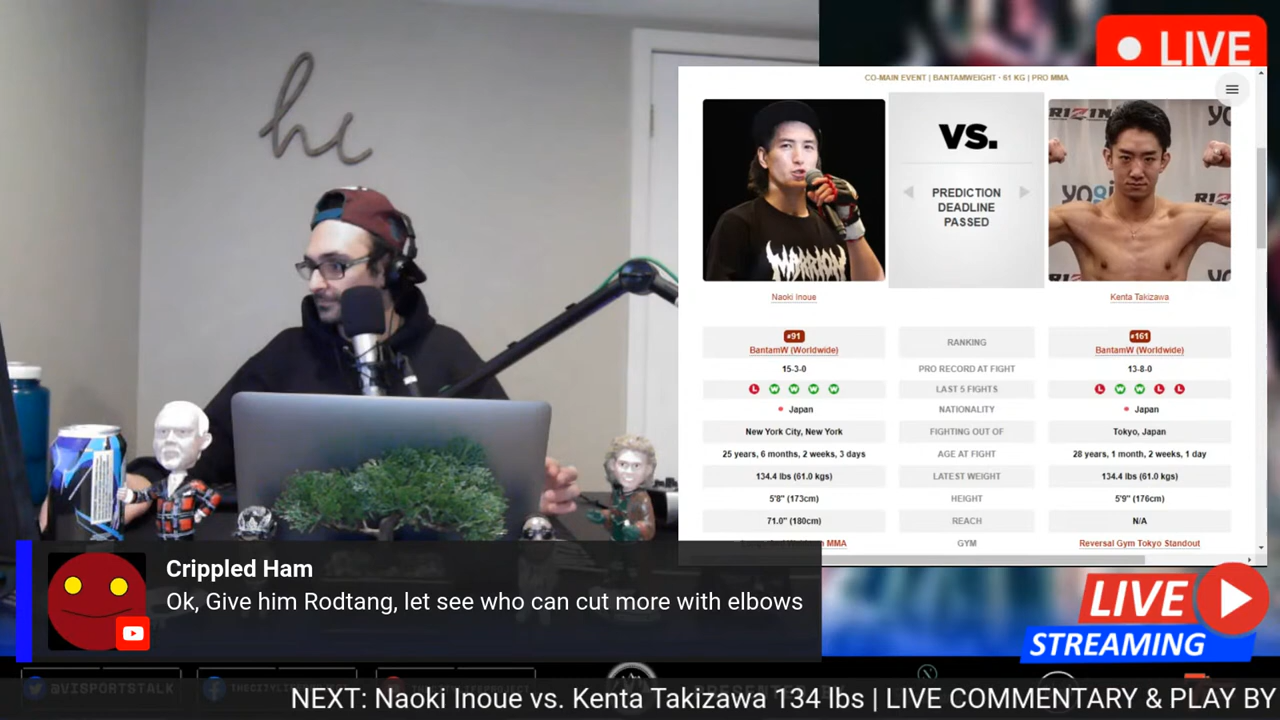 hi
LIVE
CO-MAIN EVENT | BANTAMWEIGHT · 61 KG | PRO MMA
VS.
PREDICTION
DEADLINE
PASSED
RIZIN
yogi
RIZ
Naoki Inoue
Kenta Takizawa
#91
RANKING
#161
BantamW (Worldwide)
BantamW (Worldwide)
15-3-0
PRO RECORD AT FIGHT
13-8-0
L W W W W
LAST 5 FIGHTS
L W W L L
Japan
NATIONALITY
Japan
New York City, New York
FIGHTING OUT OF
Tokyo, Japan
25 years, 6 months, 2 weeks, 3 days
AGE AT FIGHT
28 years, 1 month, 2 weeks, 1 day
134.4 lbs (61.0 kgs)
LATEST WEIGHT
134.4 lbs (61.0 kgs)
5'8" (173cm)
HEIGHT
5'9" (176cm)
71.0" (180cm)
REACH
N/A
MMA
GYM
Reversal Gym Tokyo Standout
Crippled Ham
Ok, Give him Rodtang, let see who can cut more with elbows
LIVE
STREAMING
@VISPORTSTALK
NEXT: Naoki Inoue vs. Kenta Takizawa 134 lbs | LIVE COMMENTARY & PLAY BY